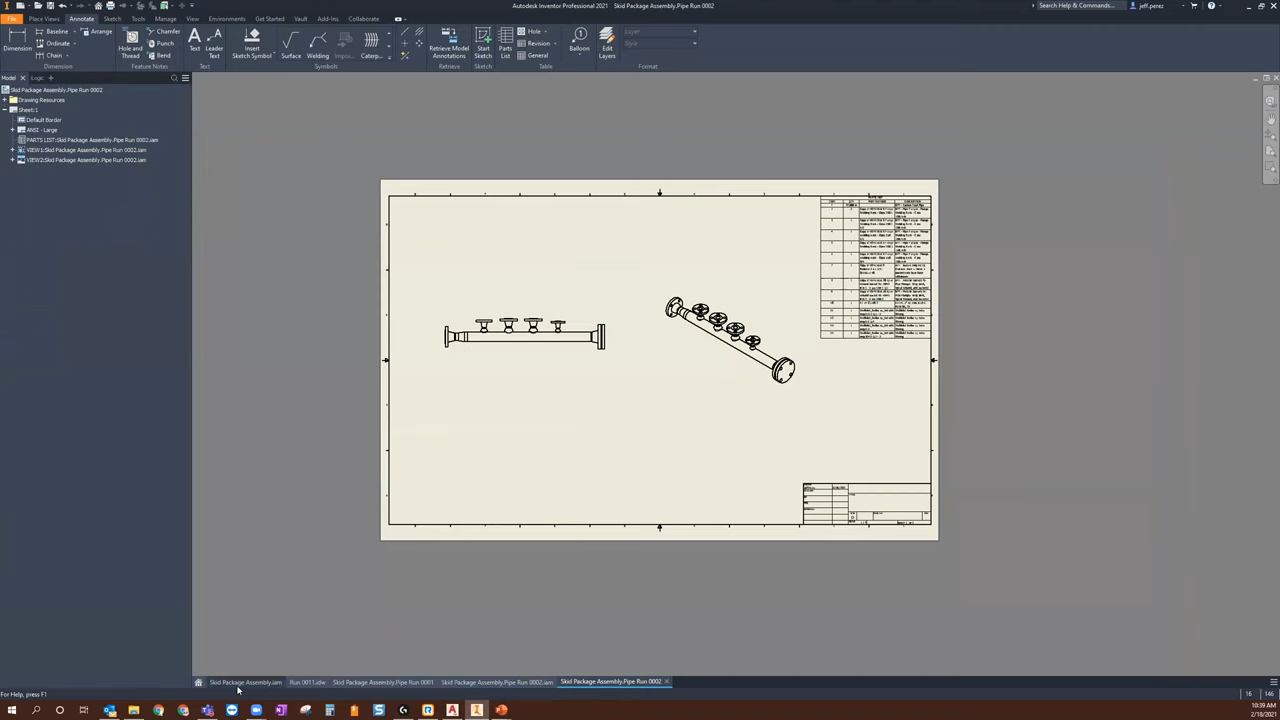 Autodesk Inventor Professional 2021 Skid Package Assembly.Pipe Run 0002
Search Help & Commands...
jeff.perez
File Place Views Annotate Sketch Tools Manage View Environments Get Started Vault Add-Ins Collaborate
Dimension
Baseline
Ordinate
Chain
Arrange
Dimension
Hole and Thread
Chamfer
Punch
Bend
Feature Notes
Text
Leader Text
Text
Insert Sketch Symbol
Surface
Welding
Caterp...
Symbols
Retrieve Model Annotations
Retrieve
Start Sketch
Sketch
Parts List
Hole
Revision
General
Table
Balloon
Edit Layers
Layer
Style
Format
Model
Logic
Skid Package Assembly.Pipe Run 0002
Drawing Resources
Sheet:1
Default Border
ANSI - Large
PARTS LIST:Skid Package Assembly.Pipe Run 0002.iam
VIEW1:Skid Package Assembly.Pipe Run 0002.iam
VIEW2:Skid Package Assembly.Pipe Run 0002.iam
Skid Package Assembly.iam Run 0011.idw Skid Package Assembly.Pipe Run 0001 Skid Package Assembly.Pipe Run 0002.iam Skid Package Assembly.Pipe Run 0002
For Help, press F1
16 146
10:39 AM
2/18/2021